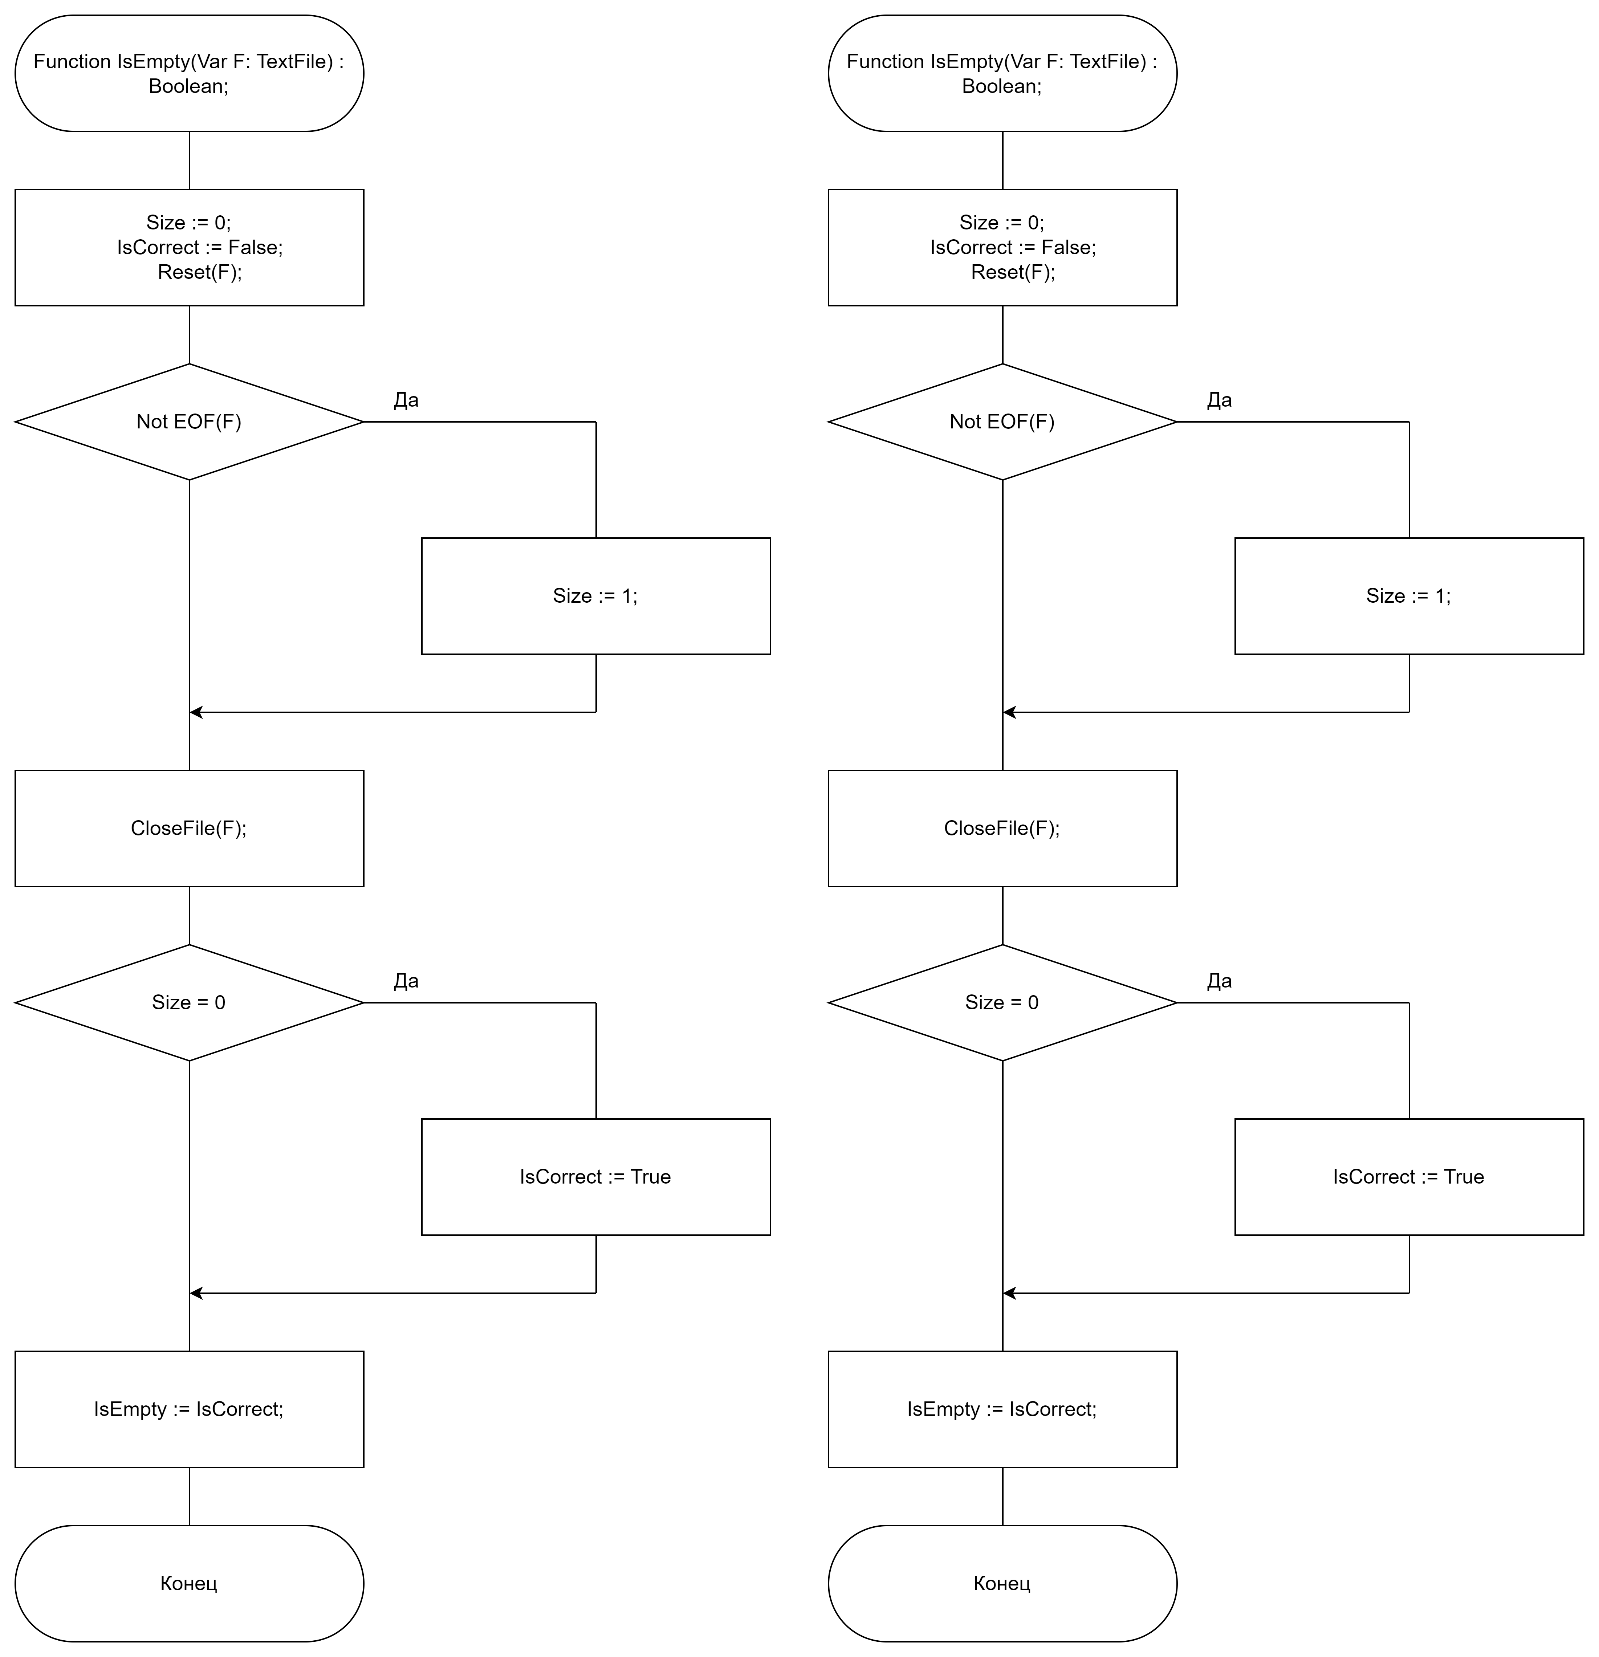 Function IsEmpty(Var F: TextFile) :
Boolean;
Size := 0;
IsCorrect := False;
Reset(F);
Not EOF(F)
Да
Size := 1;
CloseFile(F);
Size = 0
Да
IsCorrect := True
IsEmpty := IsCorrect;
Конец
Function IsEmpty(Var F: TextFile) :
Boolean;
Size := 0;
IsCorrect := False;
Reset(F);
Not EOF(F)
Да
Size := 1;
CloseFile(F);
Size = 0
Да
IsCorrect := True
IsEmpty := IsCorrect;
Конец